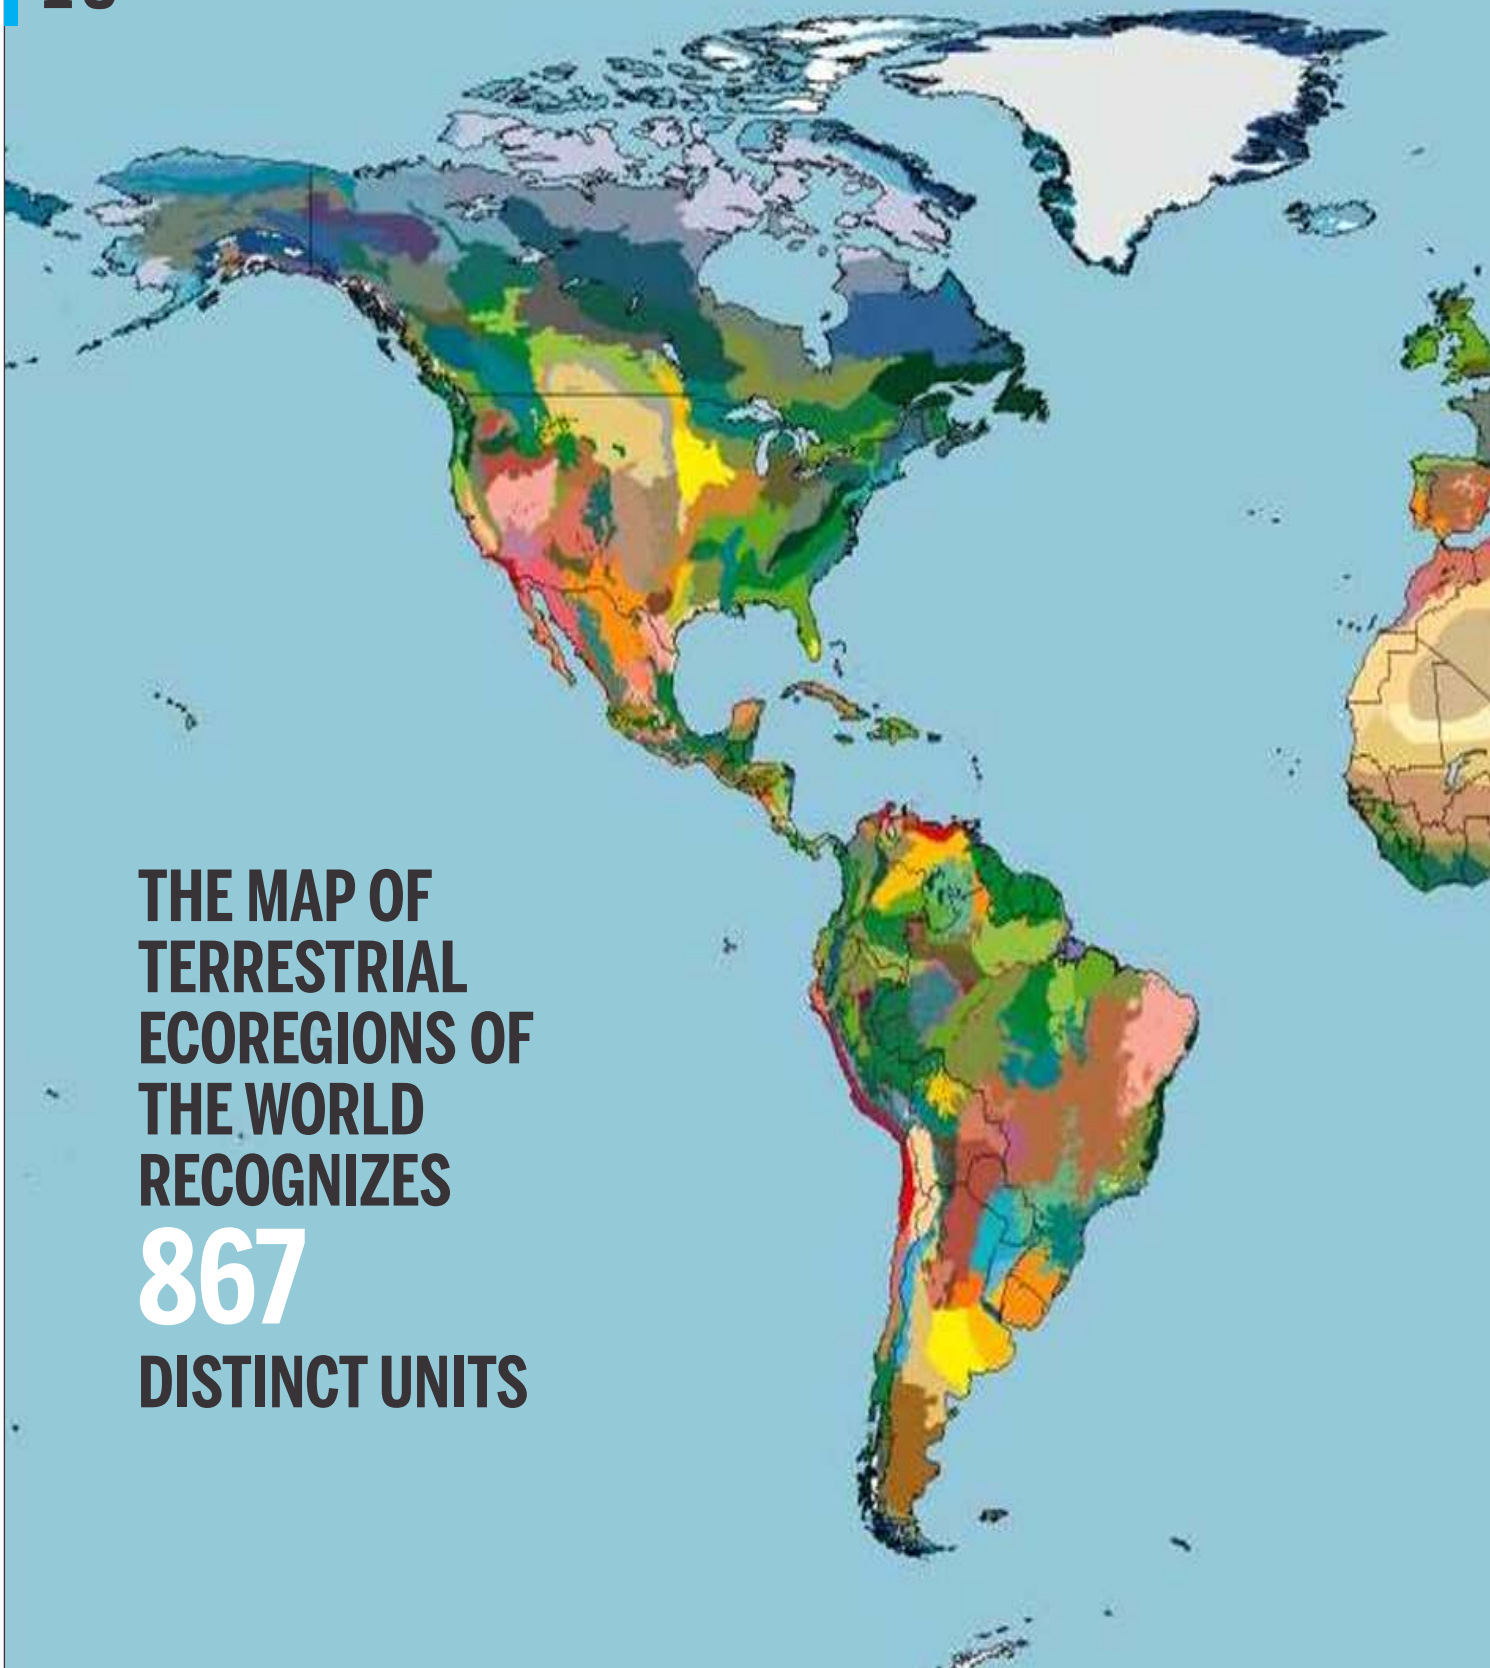 THE MAP OF
TERRESTRIAL
ECOREGIONS OF
THE WORLD
RECOGNIZES
867
DISTINCT UNITS